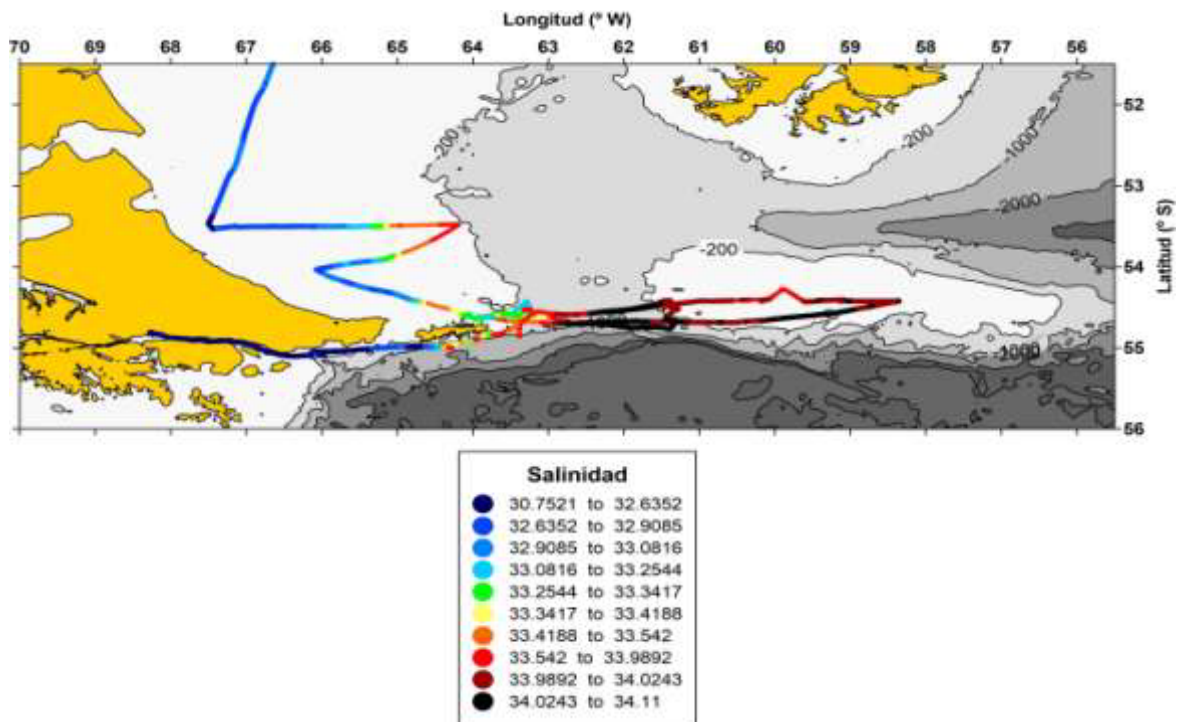 Longitud (º W)
70 69 68 67 66 65 64 63 62 61 60 59 58 57 56
52
53
54
55
56
Latitud (º S)
-200
-200
-1000
-2000
-200
-1000
Salinidad
30.7521 to 32.6352
32.6352 to 32.9085
32.9085 to 33.0816
33.0816 to 33.2544
33.2544 to 33.3417
33.3417 to 33.4188
33.4188 to 33.542
33.542 to 33.9892
33.9892 to 34.0243
34.0243 to 34.11